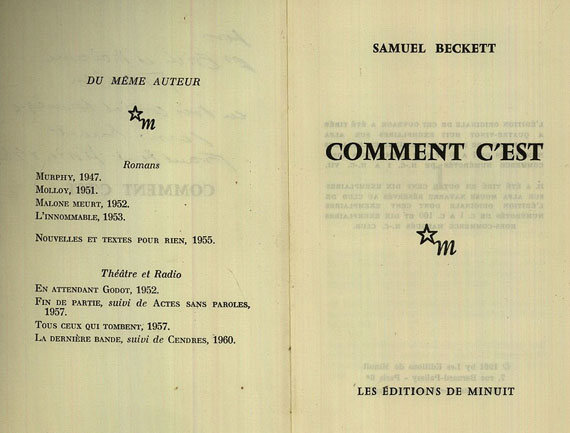 DU MÊME AUTEUR
m
Romans
MURPHY, 1947.
MOLLOY, 1951.
MALONE MEURT, 1952.
L'INNOMMABLE, 1953.
NOUVELLES ET TEXTES POUR RIEN, 1955.
Théâtre et Radio
EN ATTENDANT GODOT, 1952.
FIN DE PARTIE, suivi de ACTES SANS PAROLES,
1957.
TOUS CEUX QUI TOMBENT, 1957.
LA DERNIÈRE BANDE, suivi de CENDRES, 1960.
SAMUEL BECKETT
COMMENT C'EST
m
LES ÉDITIONS DE MINUIT